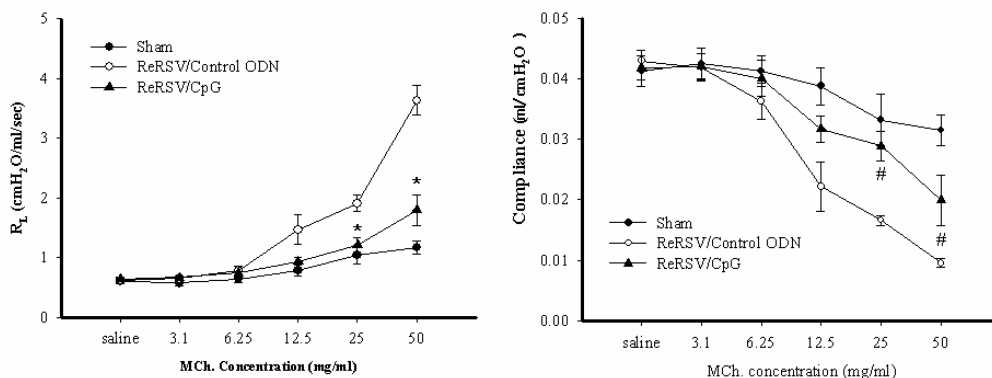 5
4
3
2
1
0
R_L (cmH₂O/ml/sec)
Sham
ReRSV/Control ODN
ReRSV/CpG
*
*
saline 3.1 6.25 12.5 25 50
MCh. Concentration (mg/ml)
0.05
0.04
0.03
0.02
0.01
0.00
Compliance (ml/cmH₂O)
#
#
Sham
ReRSV/Control ODN
ReRSV/CpG
saline 3.1 6.25 12.5 25 50
MCh. concentration (mg/ml)